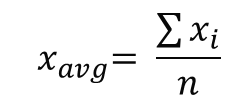 x_avg = ∑ x_i / n